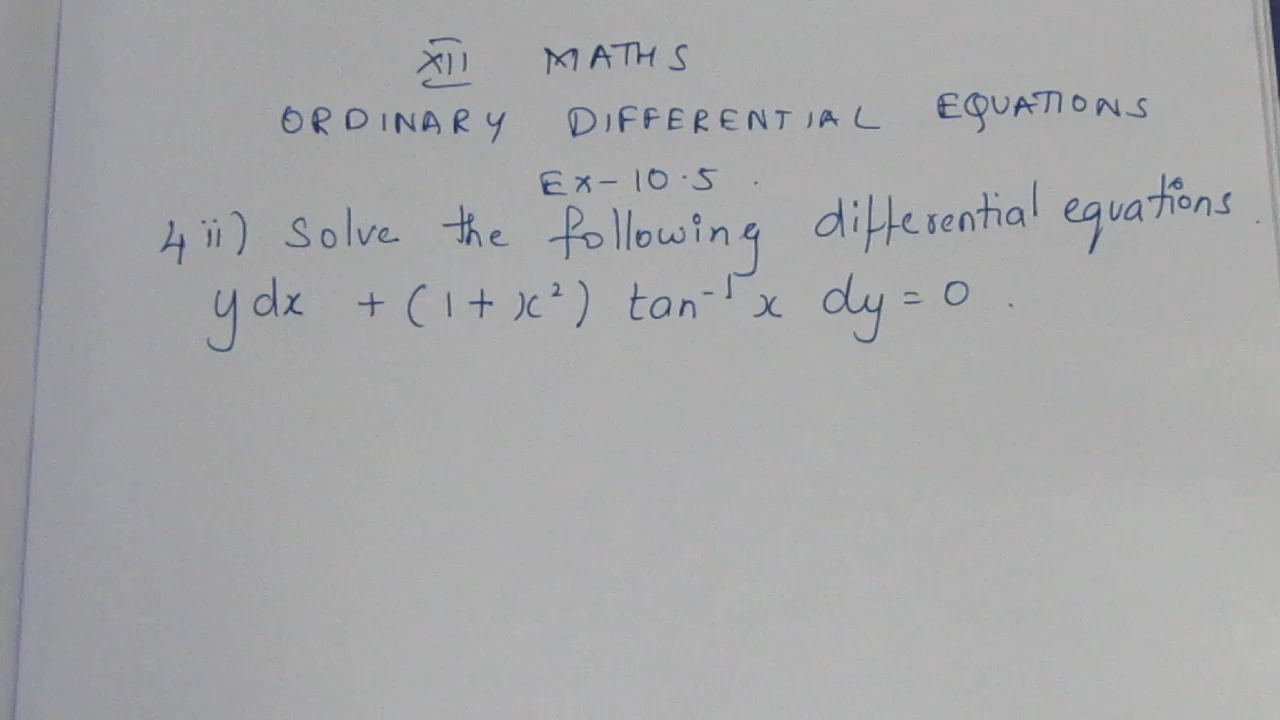 XII MATHS
ORDINARY DIFFERENTIAL EQUATIONS
Ex-10.5.
4 ii) Solve the following differential equations.
ydx + (1+x²) tan⁻¹x dy = 0.